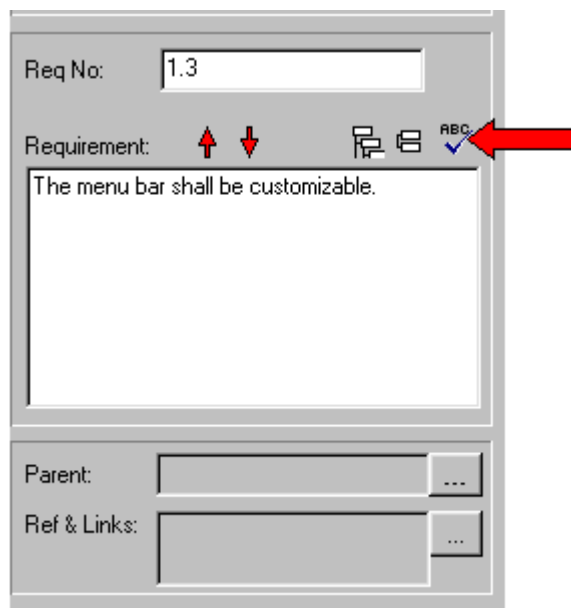 Req No: 1.3
Requirement: ABC
The menu bar shall be customizable.
Parent: ...
Ref & Links: ...